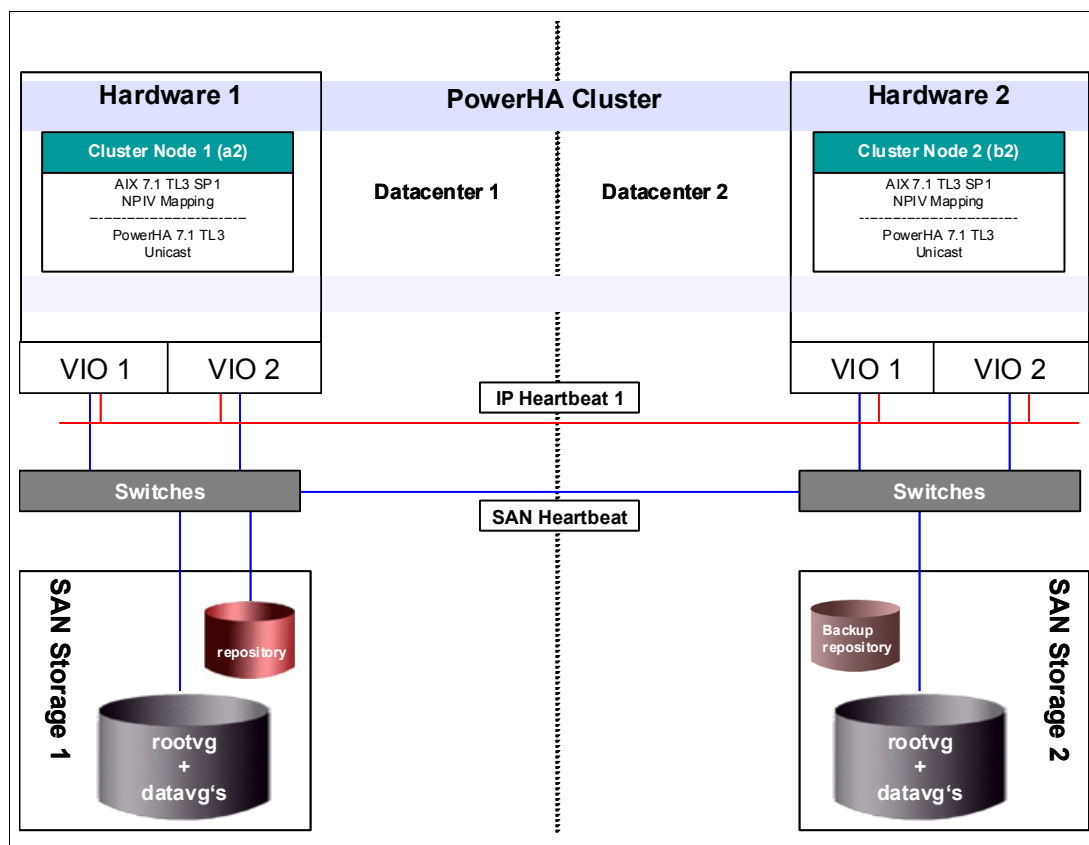 Hardware 1
PowerHA Cluster
Hardware 2
Cluster Node 1 (a2)
AIX 7.1 TL3 SP1
NPIV Mapping
-------------------------------
PowerHA 7.1 TL3
Unicast
Datacenter 1
Datacenter 2
Cluster Node 2 (b2)
AIX 7.1 TL3 SP1
NPIV Mapping
-------------------------------
PowerHA 7.1 TL3
Unicast
VIO 1
VIO 2
VIO 1
VIO 2
IP Heartbeat 1
Switches
Switches
SAN Heartbeat
SAN Storage 1
repository
rootvg
+
datavg‘s
Backup
repository
rootvg
+
datavg‘s
SAN Storage 2